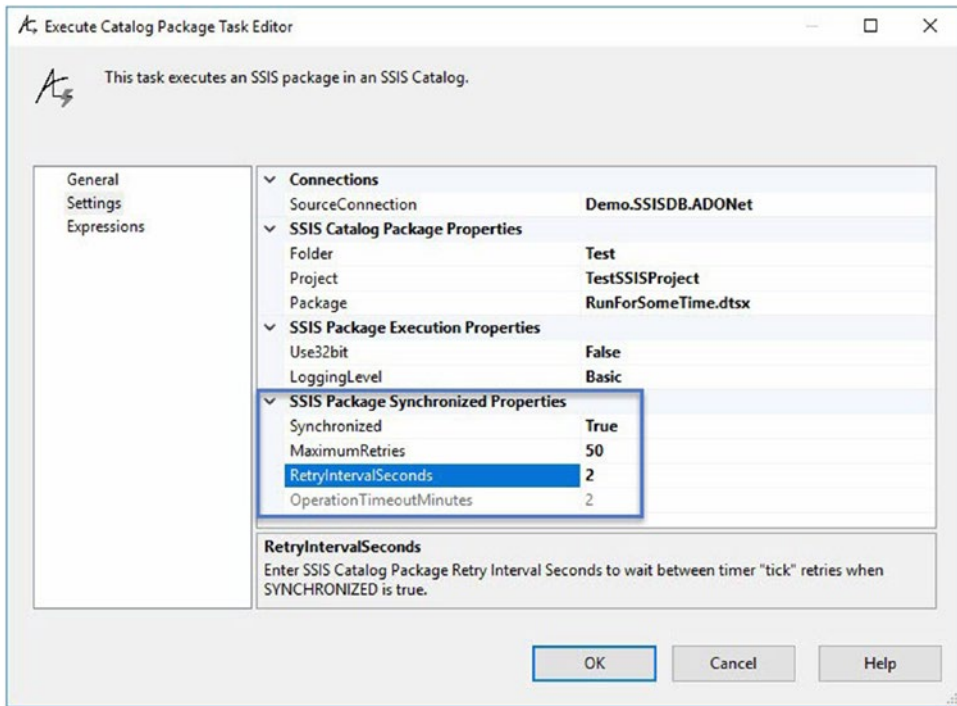 Execute Catalog Package Task Editor
This task executes an SSIS package in an SSIS Catalog.
General
Settings
Expressions
Connections
SourceConnection Demo.SSISDB.ADONet
SSIS Catalog Package Properties
Folder Test
Project TestSSISProject
Package RunForSomeTime.dtsx
SSIS Package Execution Properties
Use32bit False
LoggingLevel Basic
SSIS Package Synchronized Properties
Synchronized True
MaximumRetries 50
RetryIntervalSeconds 2
OperationTimeoutMinutes 2
RetryIntervalSeconds
Enter SSIS Catalog Package Retry Interval Seconds to wait between timer "tick" retries when
SYNCHRONIZED is true.
OK Cancel Help